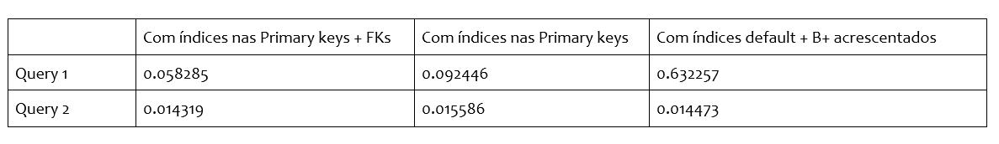 Com índices nas Primary keys + FKs Com índices nas Primary keys Com índices default + B+ acrescentados
Query 1 0.058285 0.092446 0.632257
Query 2 0.014319 0.015586 0.014473